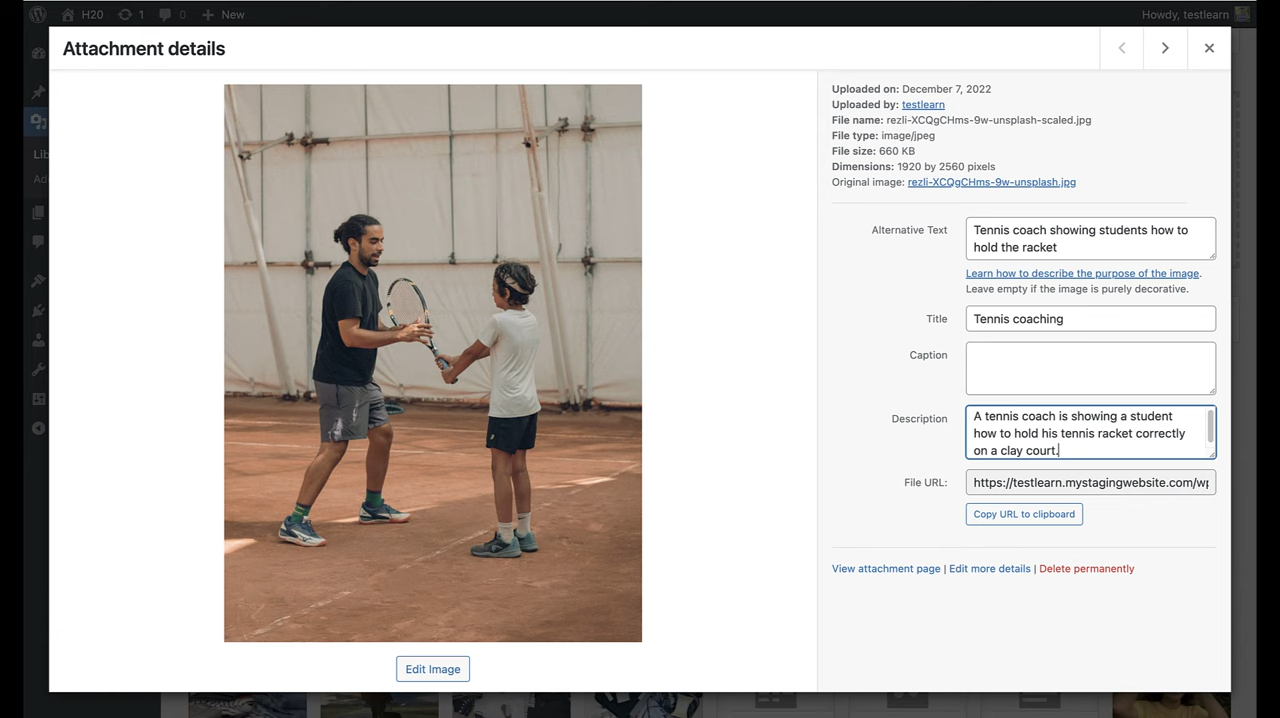 H20 1 0 New Howdy, testlearn
Attachment details
Uploaded on: December 7, 2022
Uploaded by: testlearn
File name: rezli-XCQgCHms-9w-unsplash-scaled.jpg
File type: image/jpeg
File size: 660 KB
Dimensions: 1920 by 2560 pixels
Original image: rezli-XCQgCHms-9w-unsplash.jpg
Alternative Text
Tennis coach showing students how to
hold the racket
Learn how to describe the purpose of the image.
Leave empty if the image is purely decorative.
Title
Tennis coaching
Caption
Description
A tennis coach is showing a student
how to hold his tennis racket correctly
on a clay court.
File URL:
https://testlearn.mystagingwebsite.com/wp
Copy URL to clipboard
View attachment page | Edit more details | Delete permanently
Edit Image